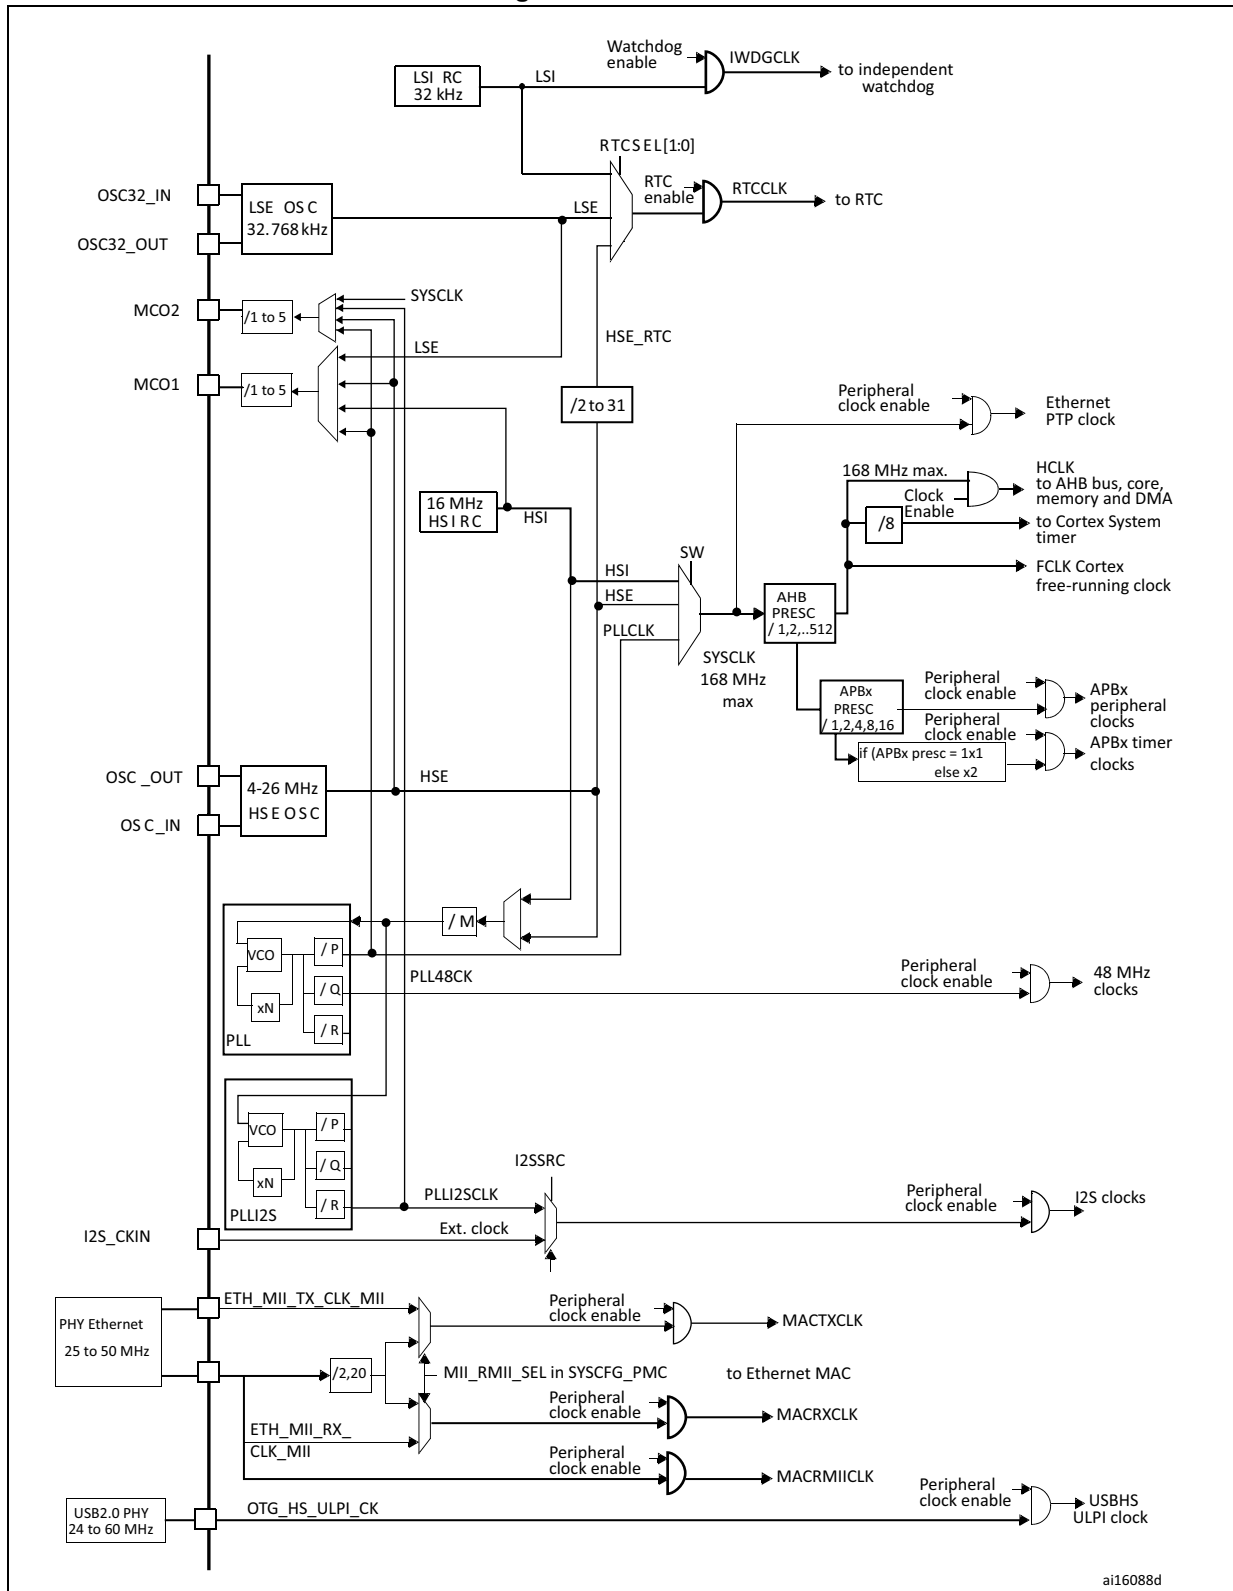 Watchdog
enable
IWDGCLK
to independent
watchdog
LSI RC
32 kHz
LSI
RTCSEL[1:0]
OSC32_IN
OSC32_OUT
LSE OSC
32.768 kHz
LSE
RTC
enable
RTCCLK
to RTC
MCO2
/1 to 5
SYSCLK
HSE_RTC
LSE
MCO1
/1 to 5
/2 to 31
Peripheral
clock enable
Ethernet
PTP clock
16 MHz
HSI RC
HSI
168 MHz max.
Clock
Enable
HCLK
to AHB bus, core,
memory and DMA
/8
to Cortex System
timer
FCLK Cortex
free-running clock
SW
HSI
HSE
PLLCLK
SYSCLK
168 MHz
max
AHB
PRESC
/ 1,2,..512
APBx
PRESC
/ 1,2,4,8,16
Peripheral
clock enable
APBx
peripheral
clocks
Peripheral
clock enable
if (APBx presc = 1x1
else x2
APBx timer
clocks
OSC_OUT
OSC_IN
4-26 MHz
HSE OSC
HSE
/ M
VCO
xN
/ P
/ Q
/ R
PLL
PLL48CK
Peripheral
clock enable
48 MHz
clocks
VCO
xN
/ P
/ Q
/ R
PLLI2S
I2SSRC
PLLI2SCLK
Ext. clock
I2S_CKIN
Peripheral
clock enable
I2S clocks
PHY Ethernet
25 to 50 MHz
ETH_MII_TX_CLK_MII
Peripheral
clock enable
MACTXCLK
/2,20
MII_RMII_SEL in SYSCFG_PMC
to Ethernet MAC
ETH_MII_RX_
CLK_MII
Peripheral
clock enable
MACRXCLK
Peripheral
clock enable
MACRMIICLK
USB2.0 PHY
24 to 60 MHz
OTG_HS_ULPI_CK
Peripheral
clock enable
USBHS
ULPI clock
ai16088d